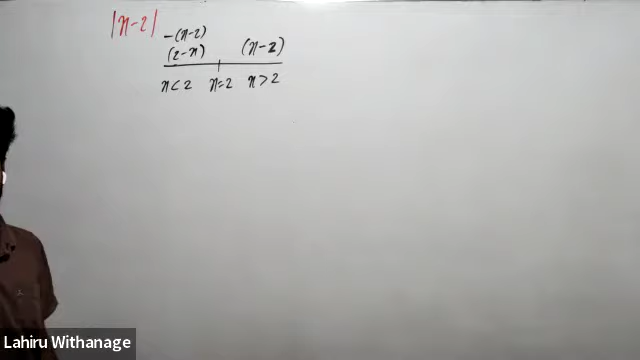 |x-2|
-(x-2)
(2-x) (x-2)
x<2 x=2 x>2
Lahiru Withanage